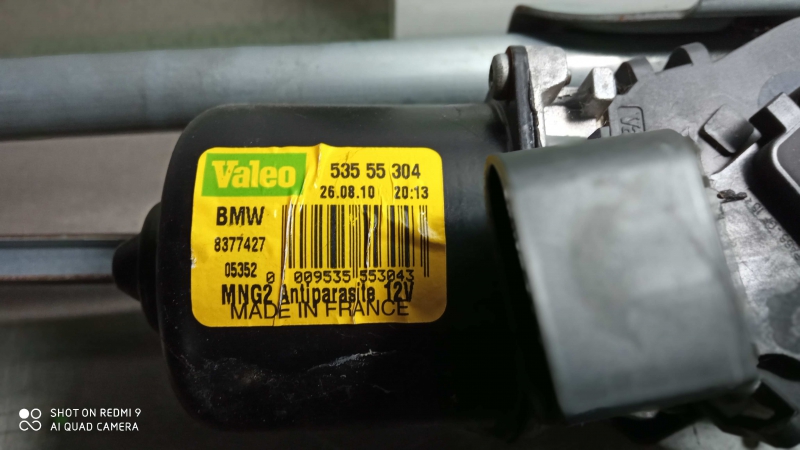 Valeo
535 55 304
26.08.10 20:13
BMW
8377427
05352
0 009535 553043
MNG2 Antiparasite 12V
MADE IN FRANCE
SHOT ON REDMI 9
AI QUAD CAMERA